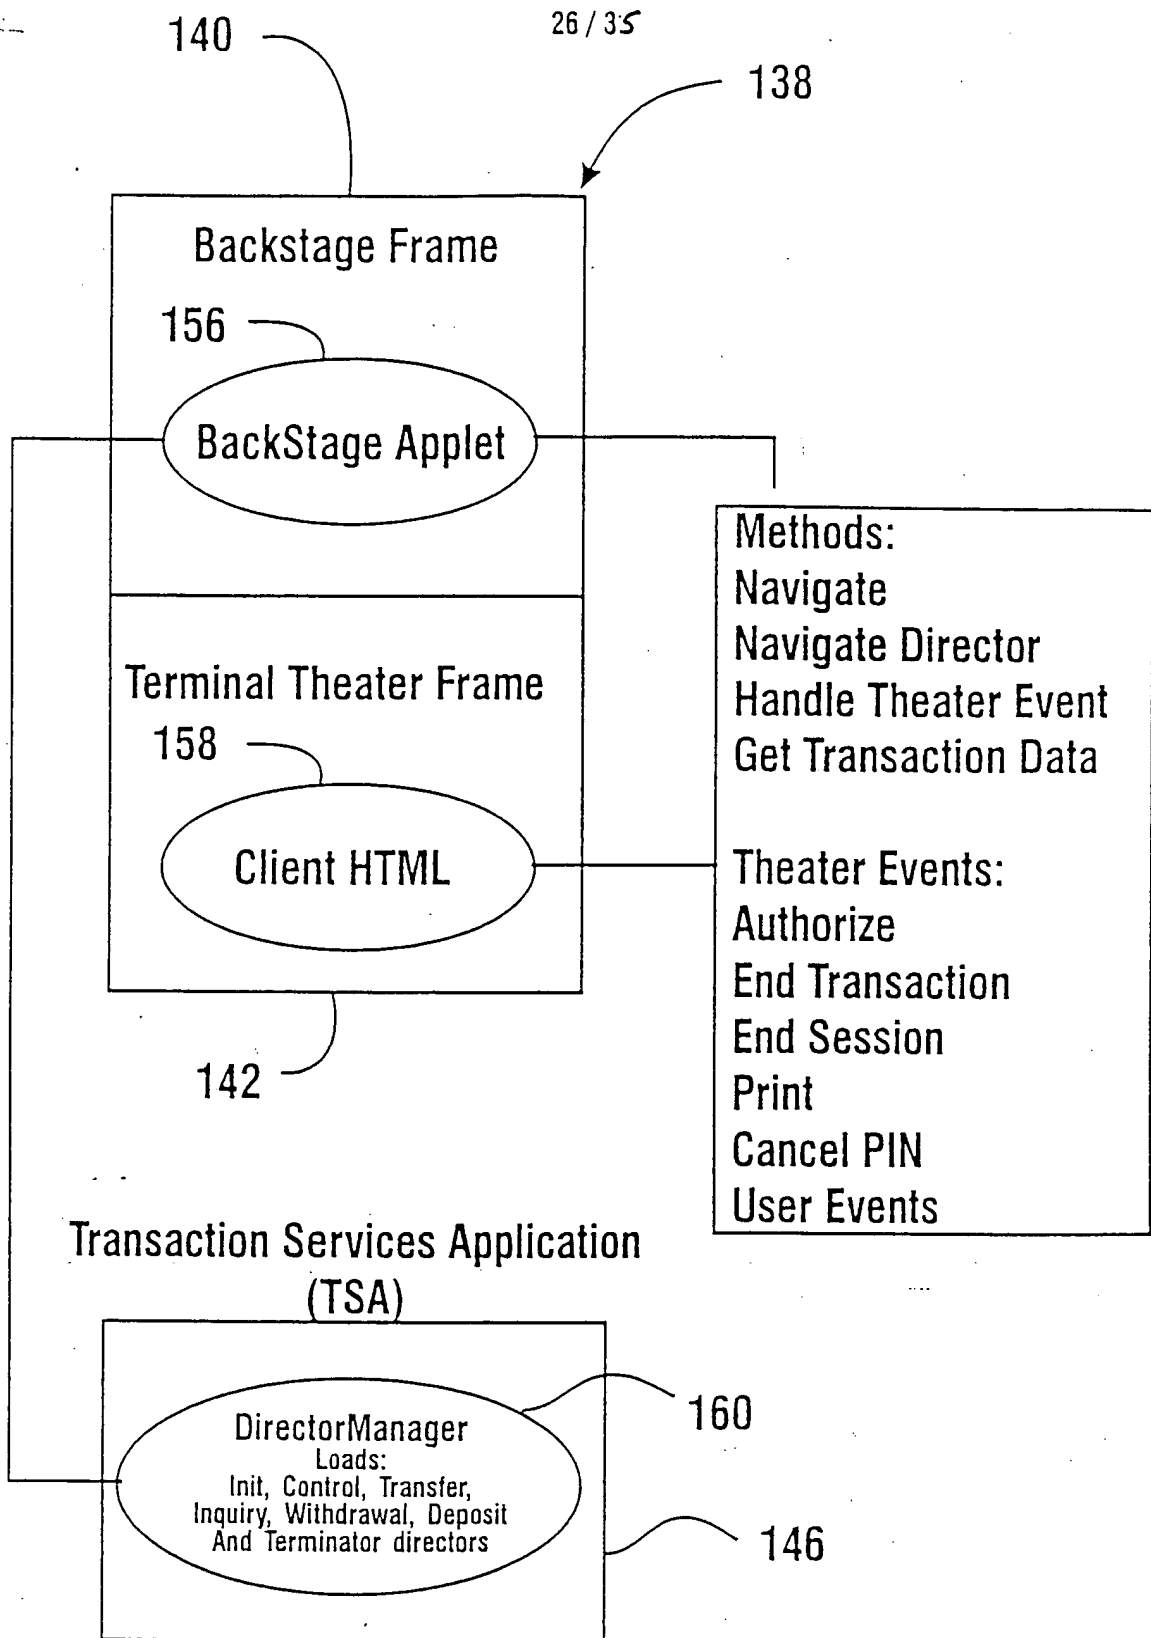 26/35
140
138
Backstage Frame
156
BackStage Applet
Terminal Theater Frame
158
Client HTML
142
Methods:
Navigate
Navigate Director
Handle Theater Event
Get Transaction Data
Theater Events:
Authorize
End Transaction
End Session
Print
Cancel PIN
User Events
Transaction Services Application
(TSA)
DirectorManager
Loads:
Init, Control, Transfer,
Inquiry, Withdrawal, Deposit
And Terminator directors
160
146